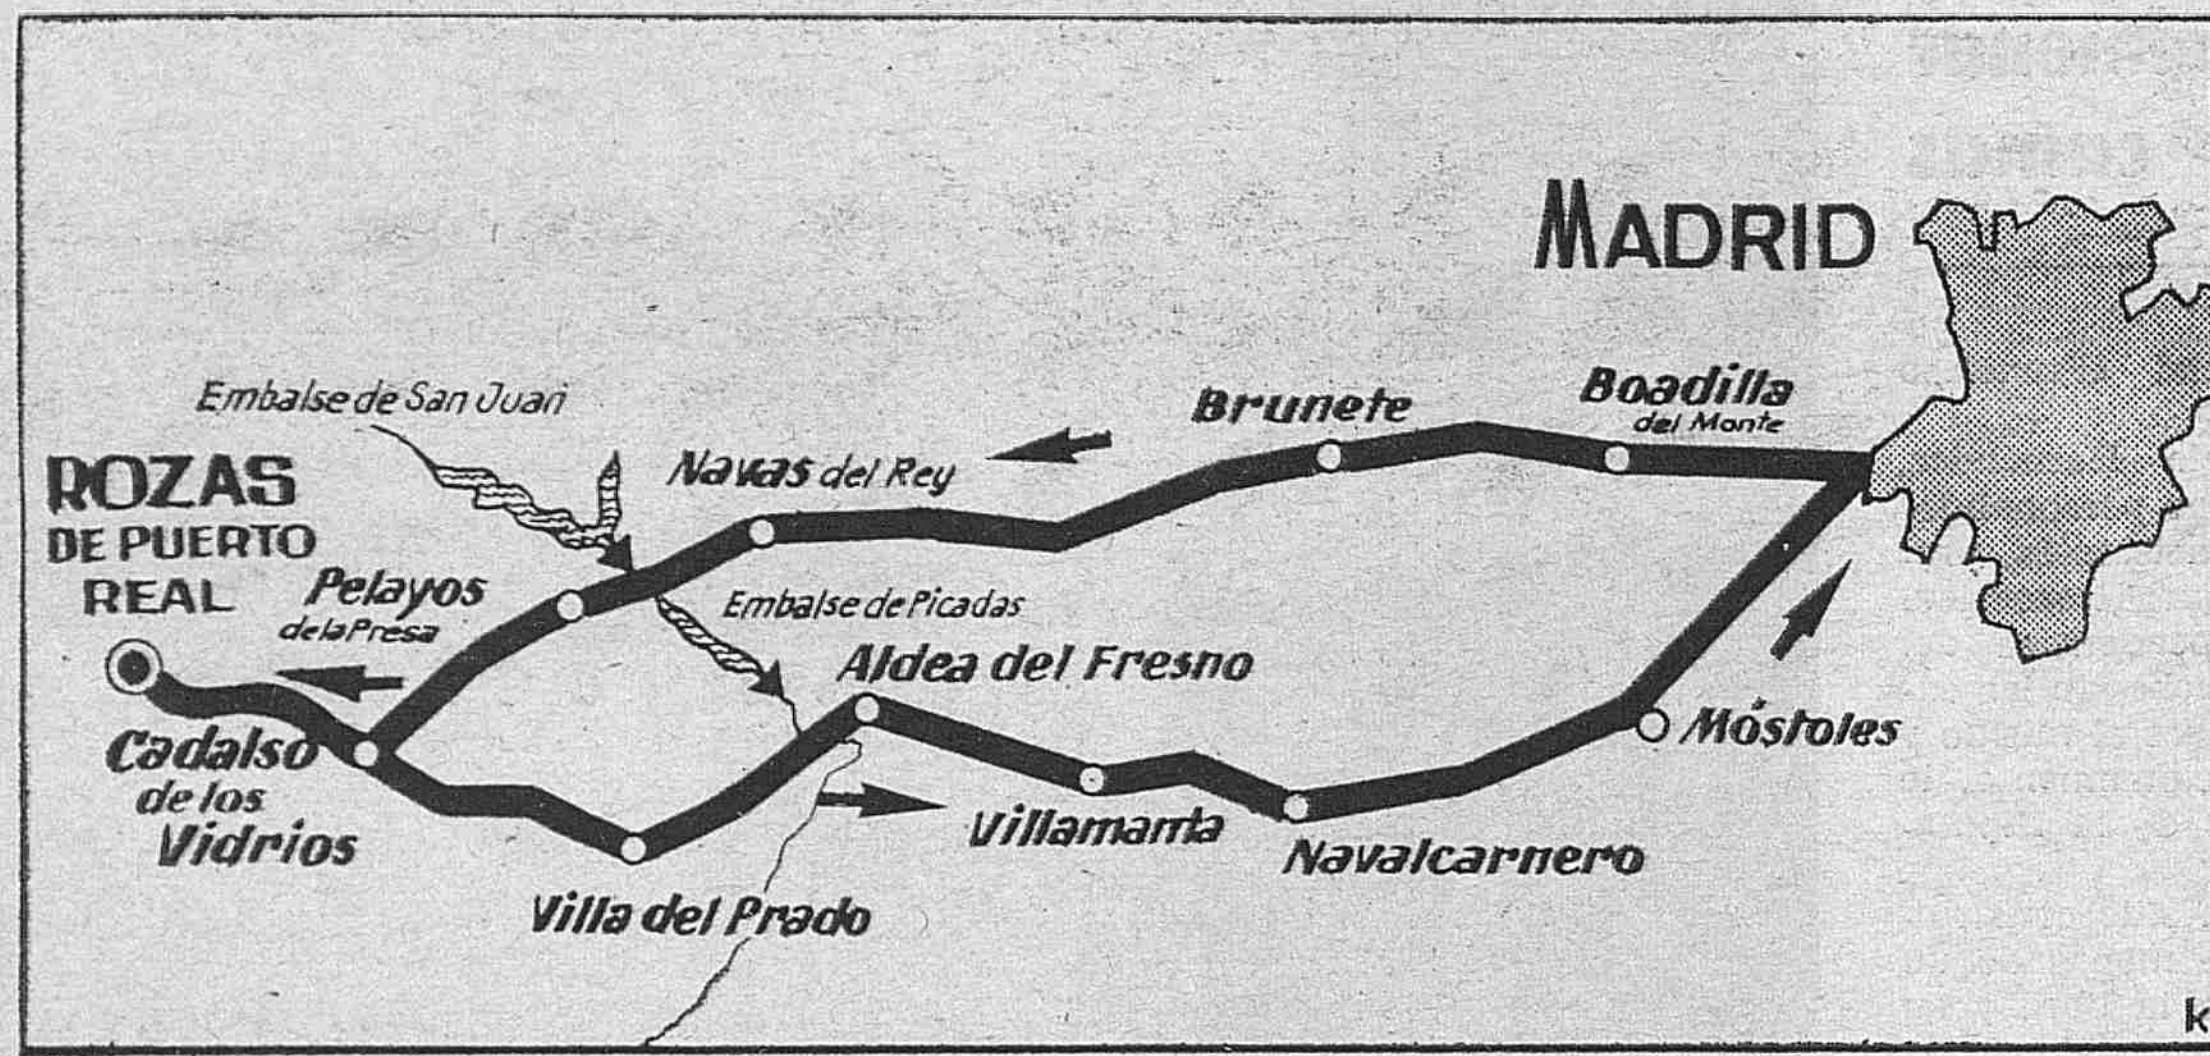 MADRID
Embalse de San Juan
Brunete
Boadilla
del Monte
ROZAS
DE PUERTO
REAL
Navas del Rey
Pelayos
de la Presa
Embalse de Picadas
Aldea del Fresno
Móstoles
Cadalso
de los
Vidrios
Villamanta
Navalcarnero
Villa del Prado
k